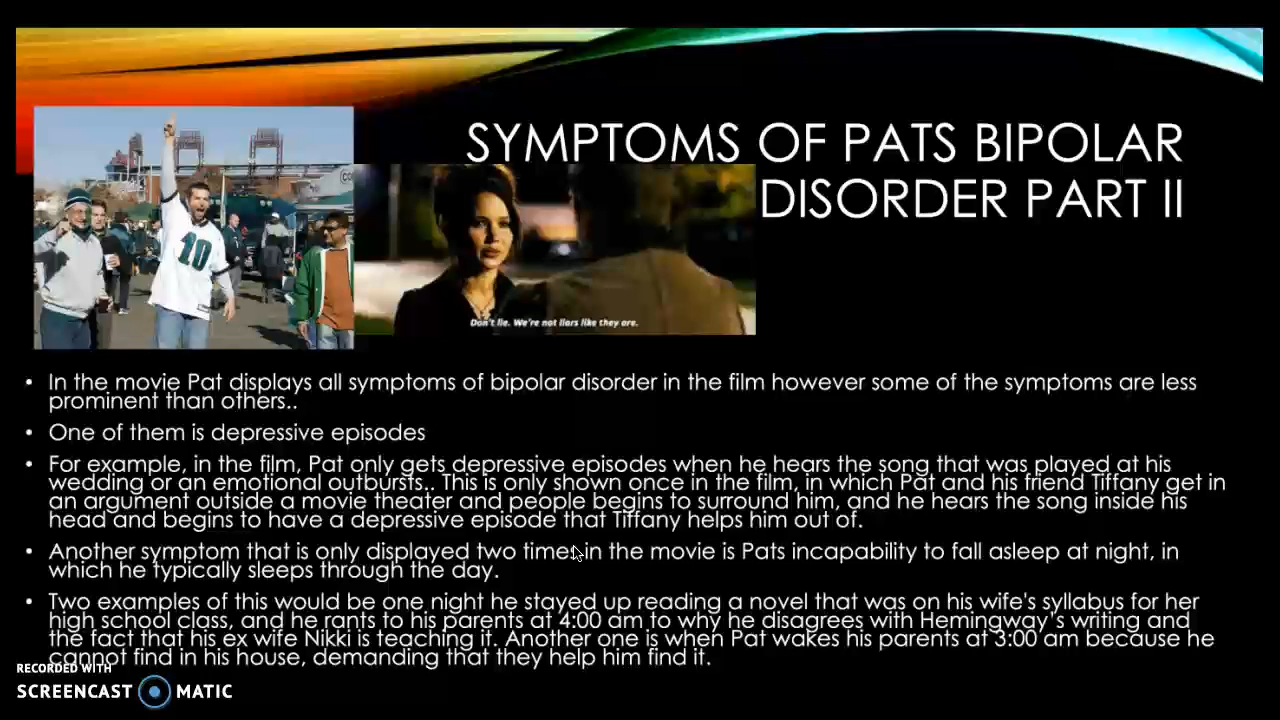 SYMPTOMS OF PATS BIPOLAR
DISORDER PART II
10
Don't lie. We're not liars like they are.
• In the movie Pat displays all symptoms of bipolar disorder in the film however some of the symptoms are less
prominent than others..
• One of them is depressive episodes
• For example, in the film, Pat only gets depressive episodes when he hears the song that was played at his
wedding or an emotional outbursts.. This is only shown once in the film, in which Pat and his friend Tiffany get in
an argument outside a movie theater and people begins to surround him, and he hears the song inside his
head and begins to have a depressive episode that Tiffany helps him out of.
• Another symptom that is only displayed two times in the movie is Pats incapability to fall asleep at night, in
which he typically sleeps through the day.
• Two examples of this would be one night he stayed up reading a novel that was on his wife's syllabus for her
high school class, and he rants to his parents at 4:00 am to why he disagrees with Hemingway's writing and
the fact that his ex wife Nikki is teaching it. Another one is when Pat wakes his parents at 3:00 am because he
cannot find in his house, demanding that they help him find it.
RECORDED WITH
SCREENCAST MATIC